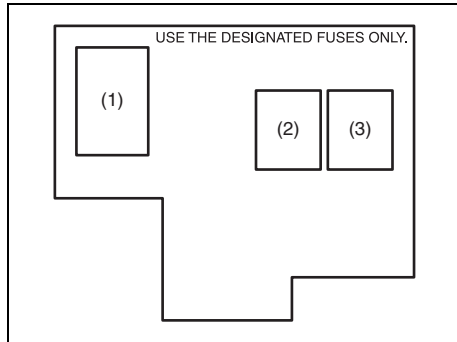 USE THE DESIGNATED FUSES ONLY.
(1)
(2) (3)